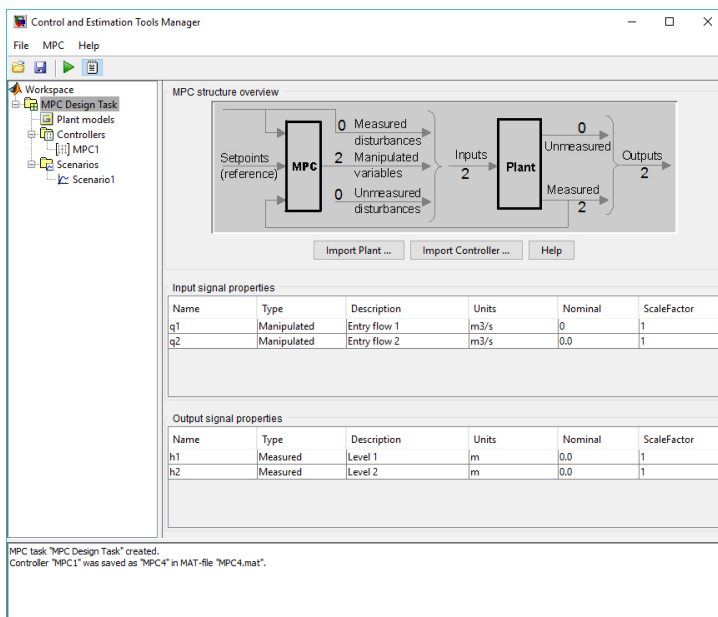 Control and Estimation Tools Manager
File MPC Help
Workspace
MPC Design Task
Plant models
Controllers
MPC1
Scenarios
Scenario1
MPC structure overview
Setpoints
(reference)
MPC
0 Measured
disturbances
2 Manipulated
variables
0 Unmeasured
disturbances
Inputs
2
Plant
0
Unmeasured
Measured
2
Outputs
2
Import Plant ... Import Controller ... Help
Input signal properties
Name Type Description Units Nominal ScaleFactor
q1 Manipulated Entry flow 1 m3/s 0 1
q2 Manipulated Entry flow 2 m3/s 0.0 1
Output signal properties
Name Type Description Units Nominal ScaleFactor
h1 Measured Level 1 m 0.0 1
h2 Measured Level 2 m 0.0 1
MPC task "MPC Design Task" created.
Controller "MPC1" was saved as "MPC4" in MAT-file "MPC4.mat".